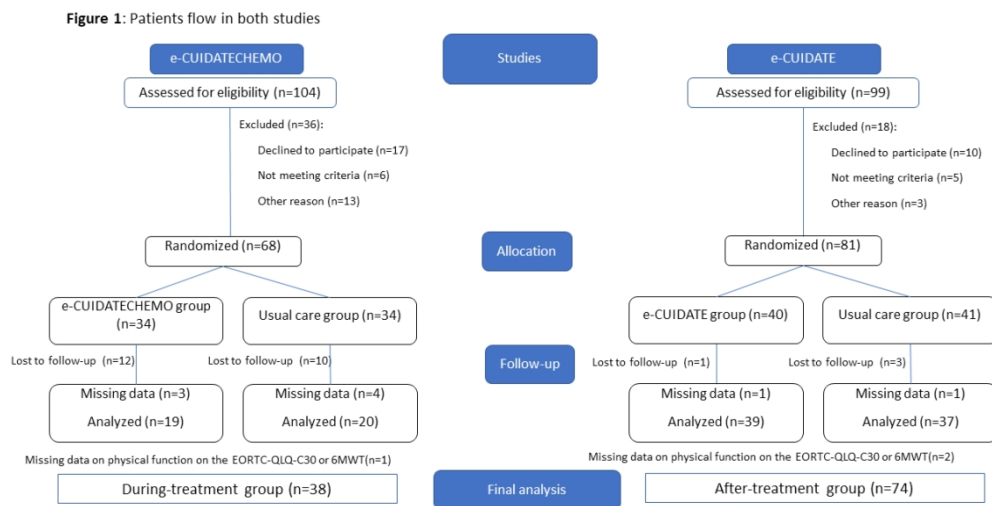 Figure 1: Patients flow in both studies
e-CUIDATECHEMO
Studies
e-CUIDATE
Assessed for eligibility (n=104)
Assessed for eligibility (n=99)
Excluded (n=36):
Declined to participate (n=17)
Not meeting criteria (n=6)
Other reason (n=13)
Excluded (n=18):
Declined to participate (n=10)
Not meeting criteria (n=5)
Other reason (n=3)
Randomized (n=68)
Allocation
Randomized (n=81)
e-CUIDATECHEMO group
(n=34)
Usual care group (n=34)
e-CUIDATE group (n=40)
Usual care group (n=41)
Lost to follow-up (n=12)
Lost to follow-up (n=10)
Follow-up
Lost to follow-up (n=1)
Lost to follow-up (n=3)
Missing data (n=3)
Analyzed (n=19)
Missing data (n=4)
Analyzed (n=20)
Missing data (n=1)
Analyzed (n=39)
Missing data (n=1)
Analyzed (n=37)
Missing data on physical function on the EORTC-QLQ-C30 or 6MWT(n=1)
Missing data on physical function on the EORTC-QLQ-C30 or 6MWT(n=2)
During-treatment group (n=38)
Final analysis
After-treatment group (n=74)